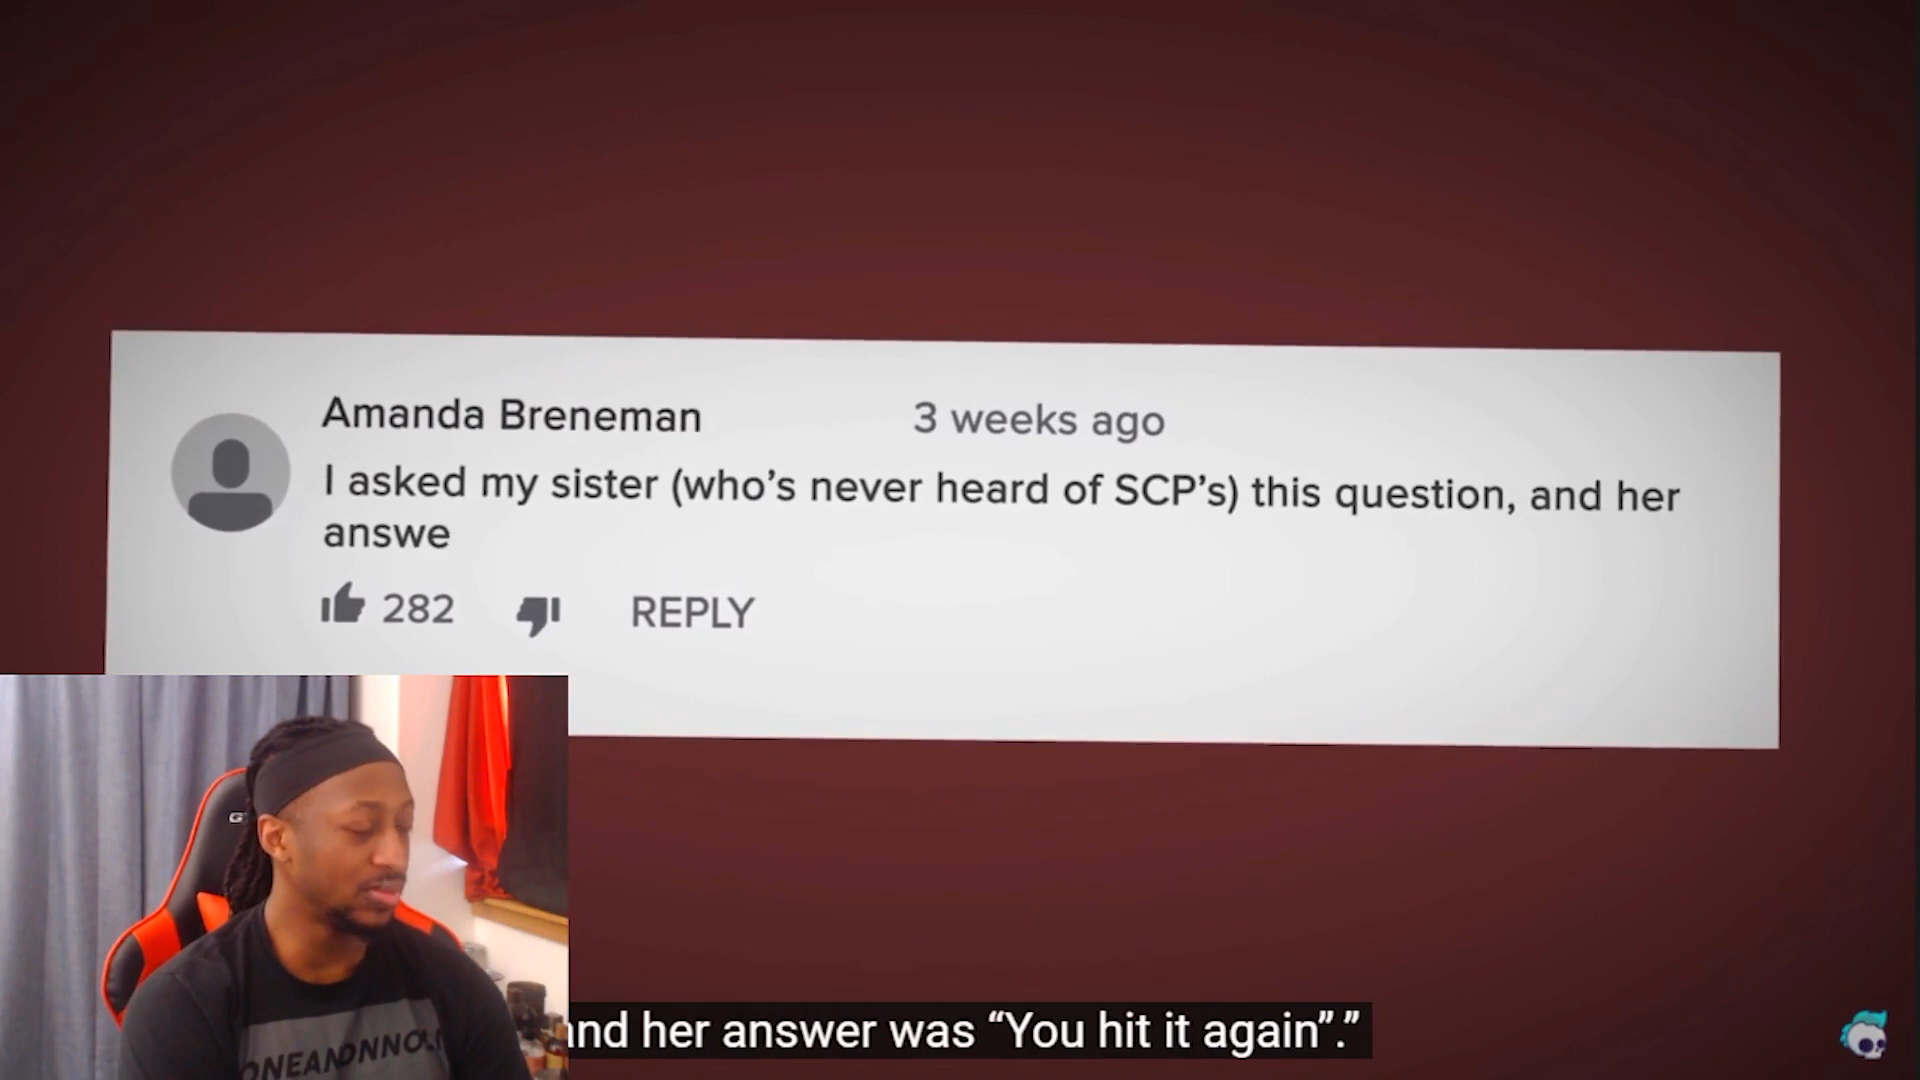 Amanda Breneman 3 weeks ago
I asked my sister (who's never heard of SCP's) this question, and her
answe
282 REPLY
her answer was “You hit it again”.”